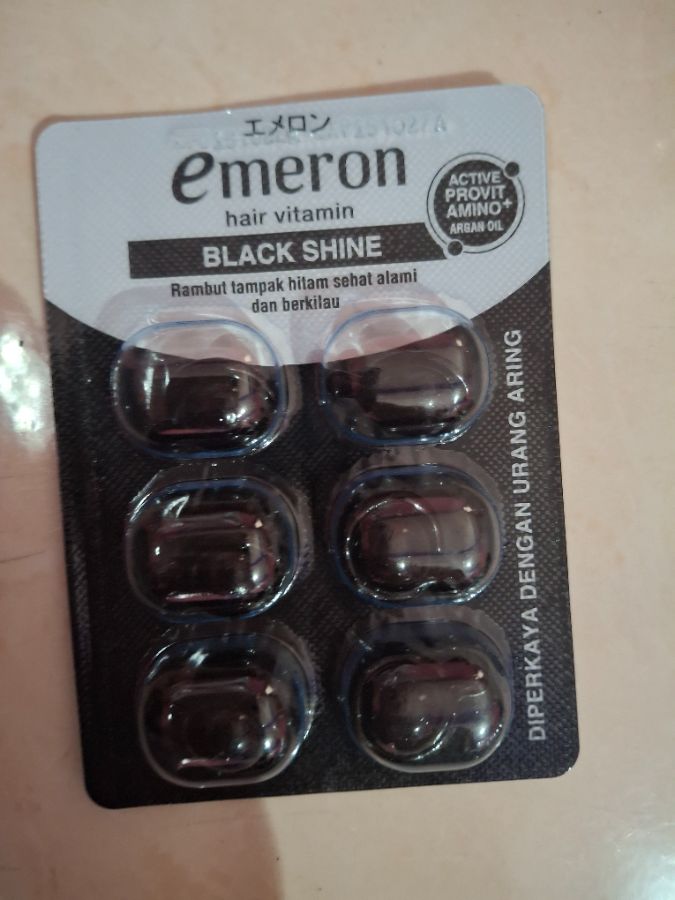 エメロン
emeron
hair vitamin
BLACK SHINE
Rambut tampak hitam sehat alami
dan berkilau
ACTIVE
PROVIT
AMINO+
ARGAN OIL
DIPERKAYA DENGAN URANG ARING